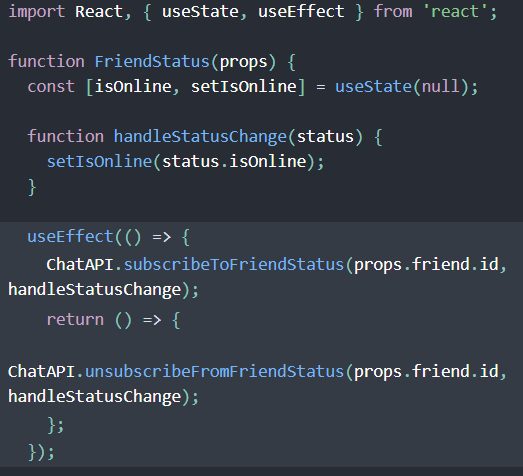 import React, { useState, useEffect } from 'react';
function FriendStatus(props) {
const [isOnline, setIsOnline] = useState(null);
function handleStatusChange(status) {
setIsOnline(status.isOnline);
}
useEffect(() => {
ChatAPI.subscribeToFriendStatus(props.friend.id,
handleStatusChange);
return () => {
ChatAPI.unsubscribeFromFriendStatus(props.friend.id,
handleStatusChange);
};
});